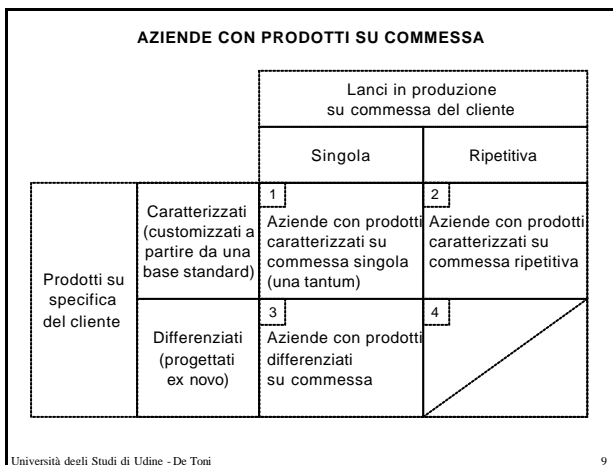 AZIENDE CON PRODOTTI SU COMMESSA
Lanci in produzione
su commessa del cliente
Singola
Ripetitiva
Prodotti su
specifica
del cliente
Caratterizzati
(customizzati a
partire da una
base standard)
1
Aziende con prodotti
caratterizzati su
commessa singola
(una tantum)
2
Aziende con prodotti
caratterizzati su
commessa ripetitiva
Differenziati
(progettati
ex novo)
3
Aziende con prodotti
differenziati
su commessa
4
Università degli Studi di Udine - De Toni
9